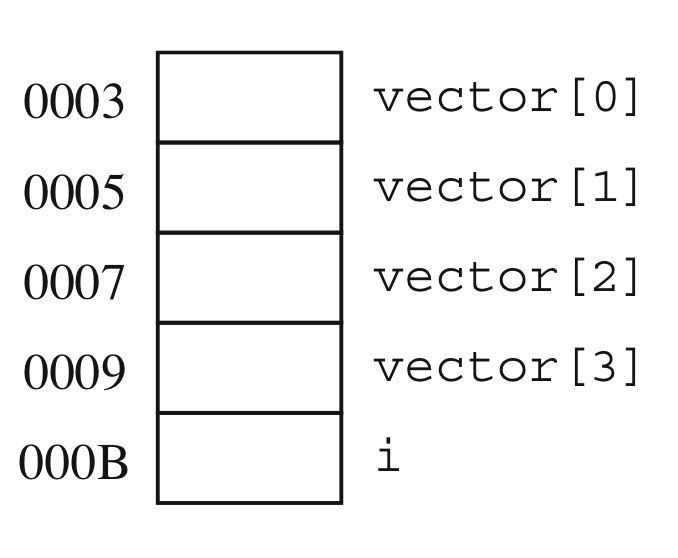 0003 vector[0]
0005 vector[1]
0007 vector[2]
0009 vector[3]
000B i